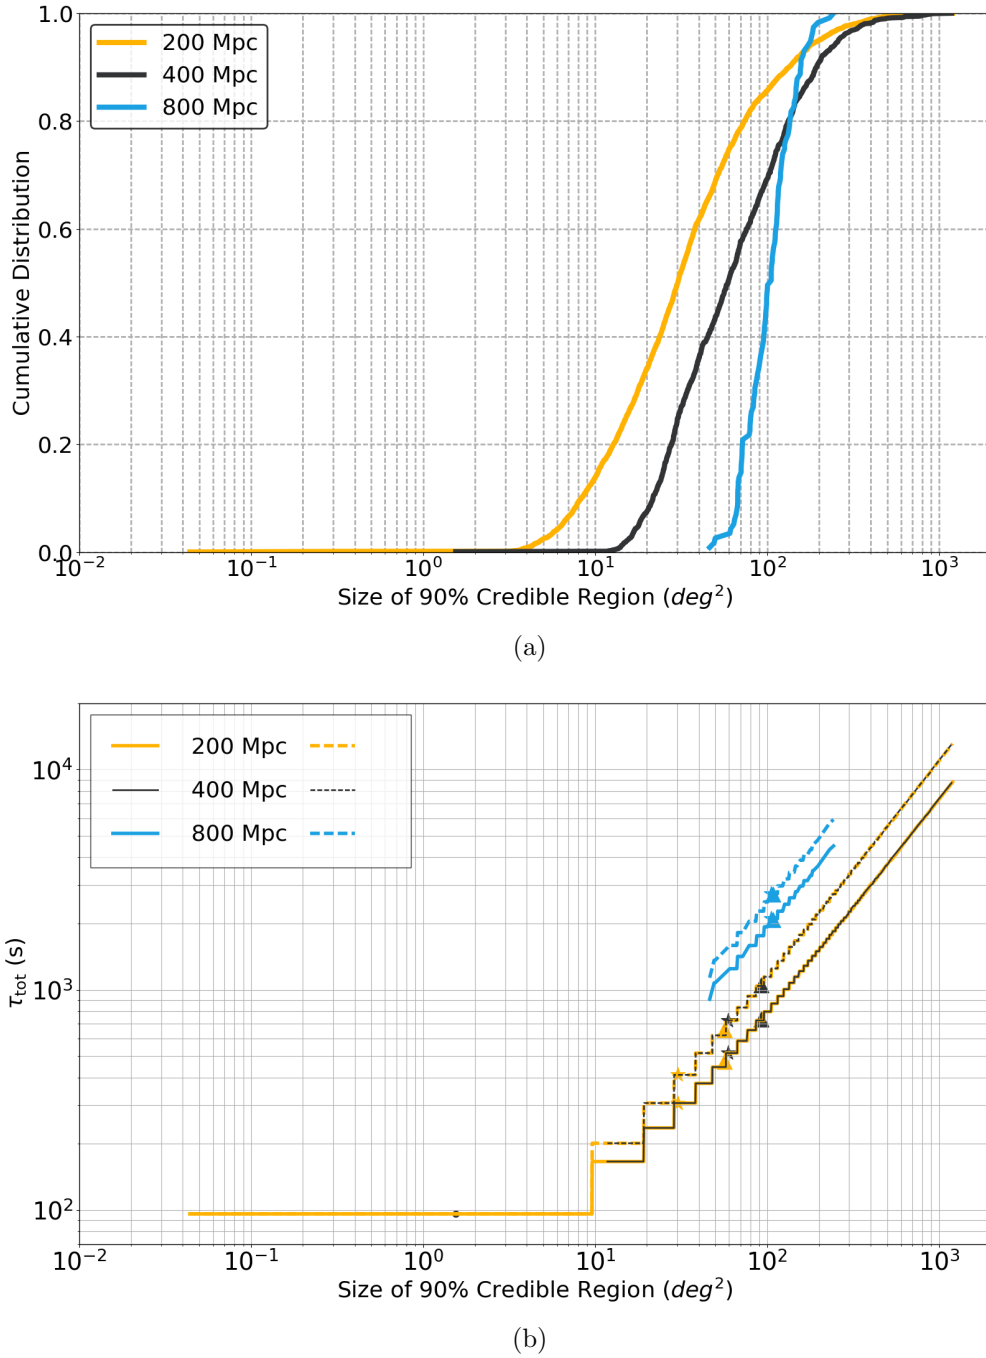 1.0
0.8
0.6
0.4
0.2
0.0
Cumulative Distribution
200 Mpc
400 Mpc
800 Mpc
10^{-2} 10^{-1} 10^{0} 10^{1} 10^{2} 10^{3}
Size of 90% Credible Region (deg^2)
(a)
10^4
10^3
10^2
τ_tot (s)
200 Mpc
400 Mpc
800 Mpc
10^{-2} 10^{-1} 10^{0} 10^{1} 10^{2} 10^{3}
Size of 90% Credible Region (deg^2)
(b)